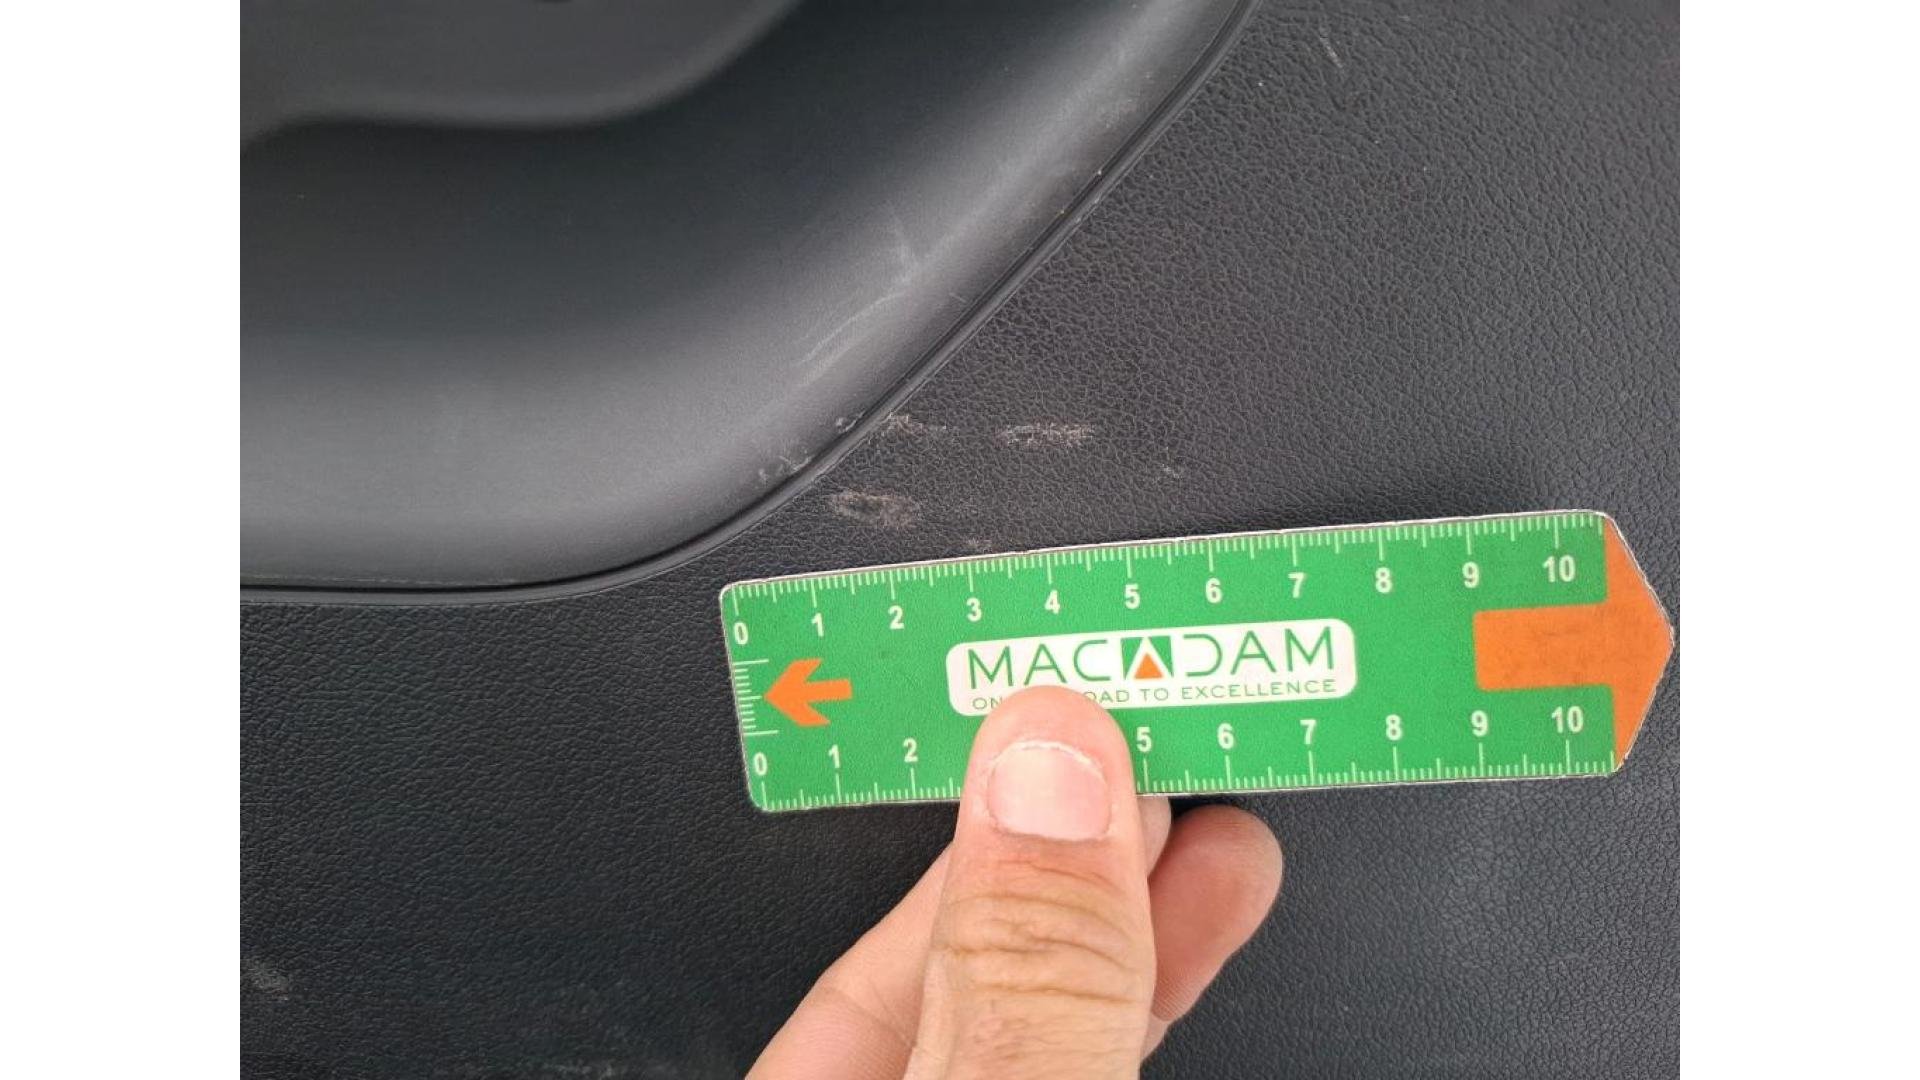 0 1 2 3 4 5 6 7 8 9 10
MACADAM
ON OAD TO EXCELLENCE
0 1 2 5 6 7 8 9 10